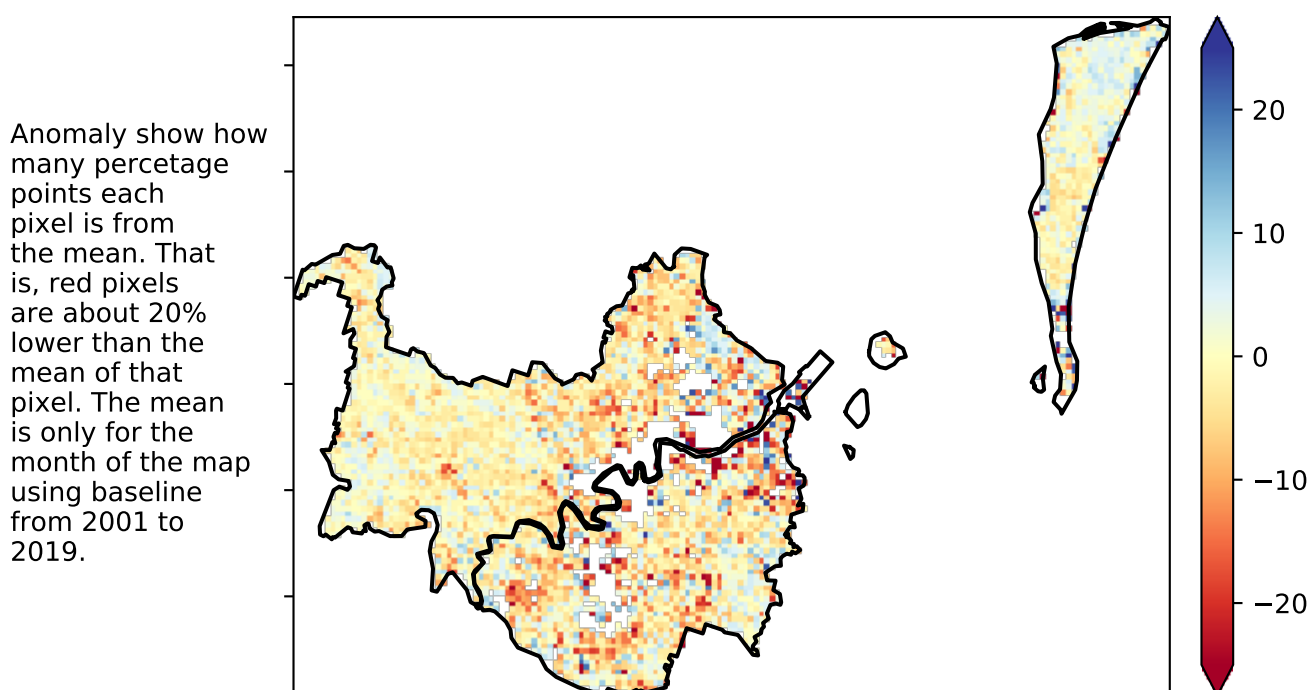 Anomaly show how
many percetage
points each
pixel is from
the mean. That
is, red pixels
are about 20%
lower than the
mean of that
pixel. The mean
is only for the
month of the map
using baseline
from 2001 to
2019.
20
10
0
−10
−20